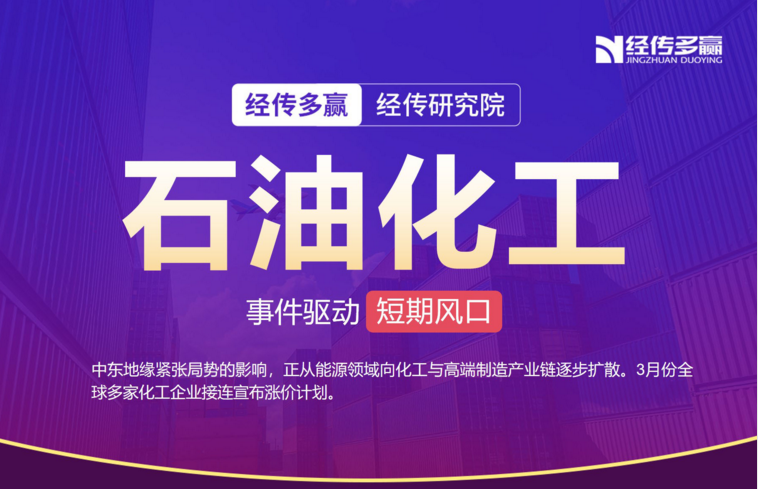 经传多赢
JINGZHUAN DUOYING
经传多赢 经传研究院
石油化工
事件驱动 短期风口
中东地缘紧张局势的影响，正从能源领域向化工与高端制造产业链逐步扩散。3月份全
球多家化工企业接连宣布涨价计划。